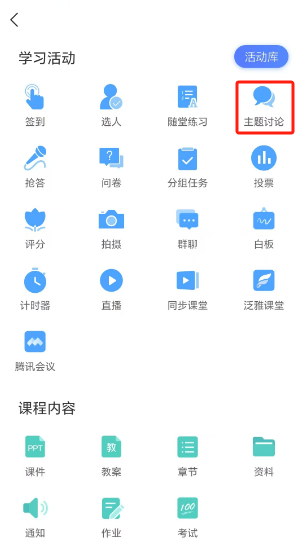 学习活动 活动库
签到 选人 随堂练习 主题讨论
抢答 问卷 分组任务 投票
评分 拍摄 群聊 白板
计时器 直播 同步课堂 泛雅课堂
腾讯会议
课程内容
PPT 教
课件 教案 章节 资料
100
通知 作业 考试